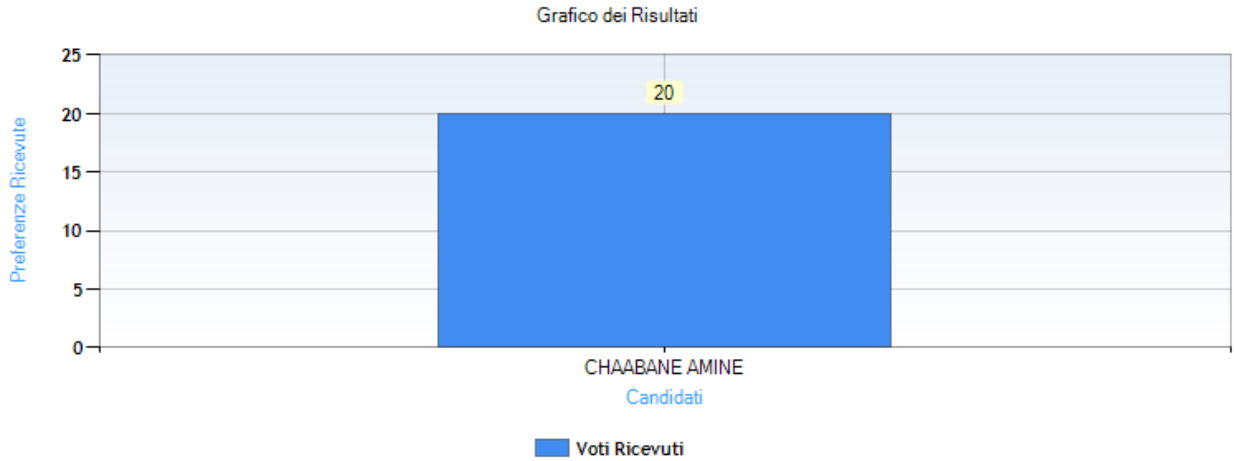 Grafico dei Risultati
25
20
20
15
10
5
0
Preferenze Ricevute
CHAABANE AMINE
Candidati
Voti Ricevuti